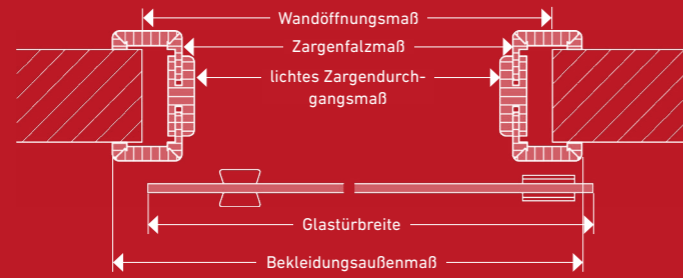 Wandöffnungsmaß
Zargenfalzmaß
lichtes Zargendurch-
gangsmaß
Glastürbreite
Bekleidungsaußenmaß